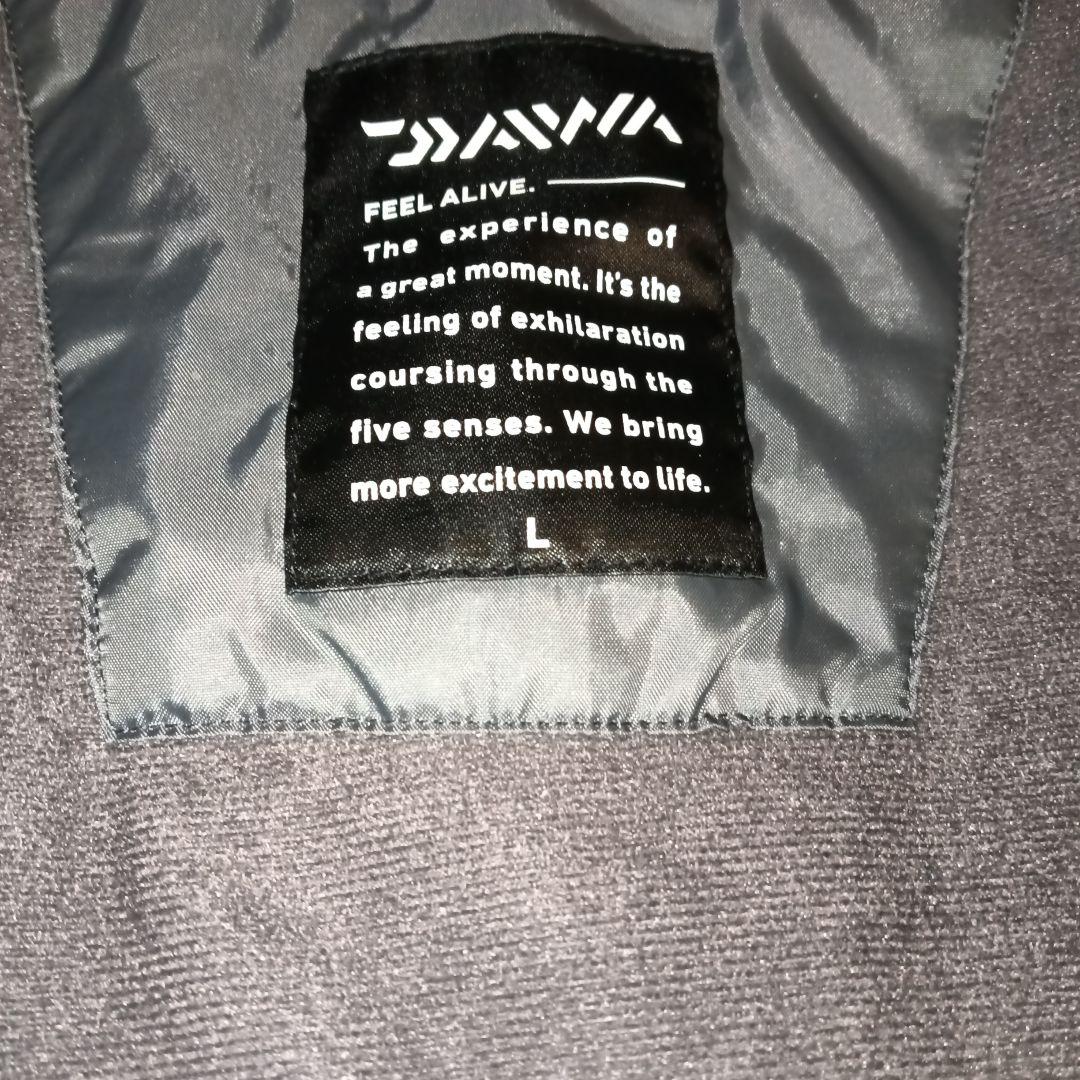 DAIWA
FEEL ALIVE.
The experience of
a great moment. It's the
feeling of exhilaration
coursing through the
five senses. We bring
more excitement to life.
L